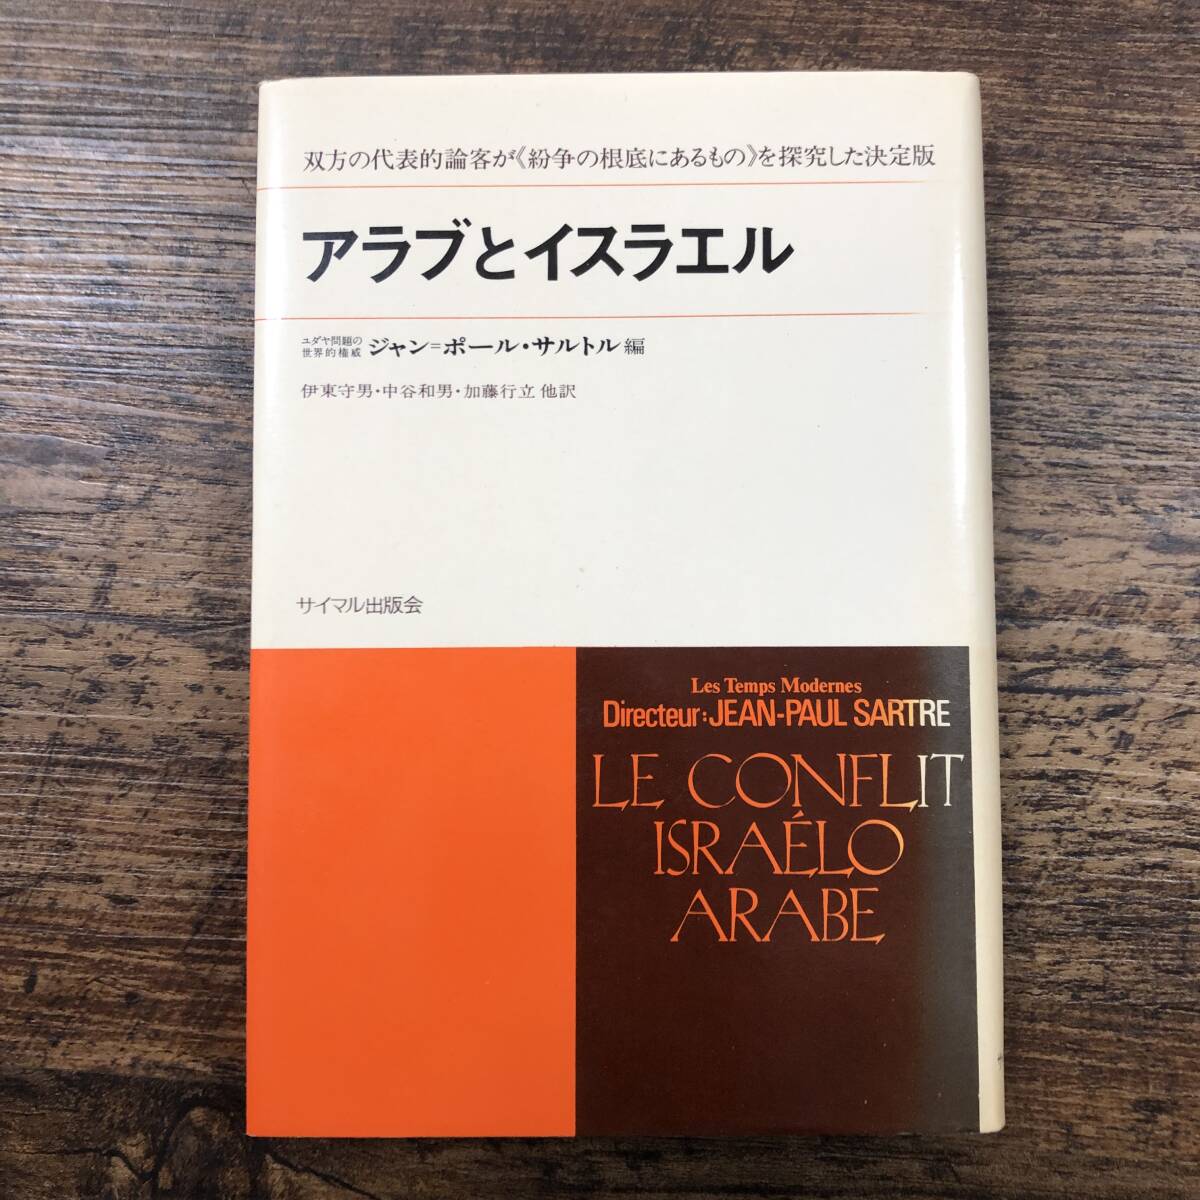 双方の代表的論客が《紛争の根底にあるもの》を探究した決定版
アラブとイスラエル
ユダヤ問題の
世界的権威
ジャン=ポール・サルトル 編
伊東守男・中谷和男・加藤行立 他訳
サイマル出版会
Les Temps Modernes
Directeur: JEAN-PAUL SARTRE
LE CONFLIT
ISRAÉLO
ARABE